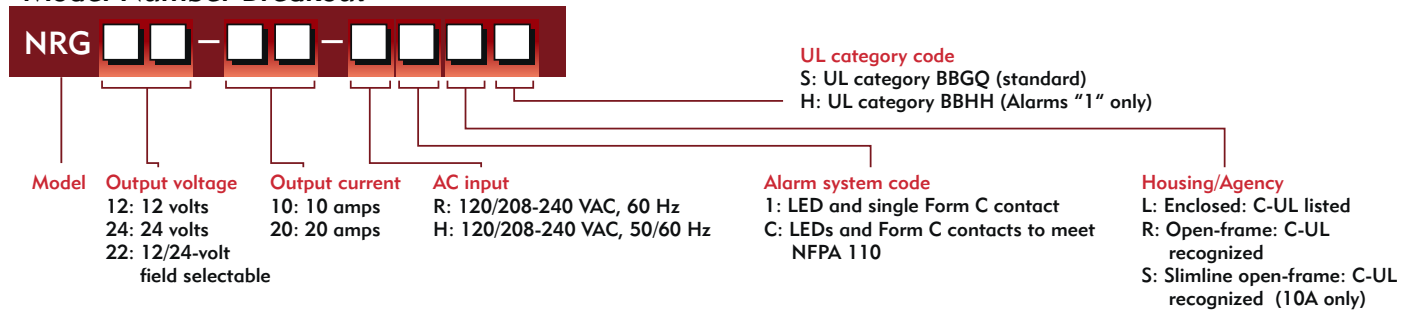 Model Number Breakout
NRG – –
UL category code
S: UL category BBGQ (standard)
H: UL category BBHH (Alarms “1“ only)
Model
Output voltage
12: 12 volts
24: 24 volts
22: 12/24-volt
field selectable
Output current
10: 10 amps
20: 20 amps
AC input
R: 120/208-240 VAC, 60 Hz
H: 120/208-240 VAC, 50/60 Hz
Alarm system code
1: LED and single Form C contact
C: LEDs and Form C contacts to meet
NFPA 110
Housing/Agency
L: Enclosed: C-UL listed
R: Open-frame: C-UL
recognized
S: Slimline open-frame: C-UL
recognized (10A only)